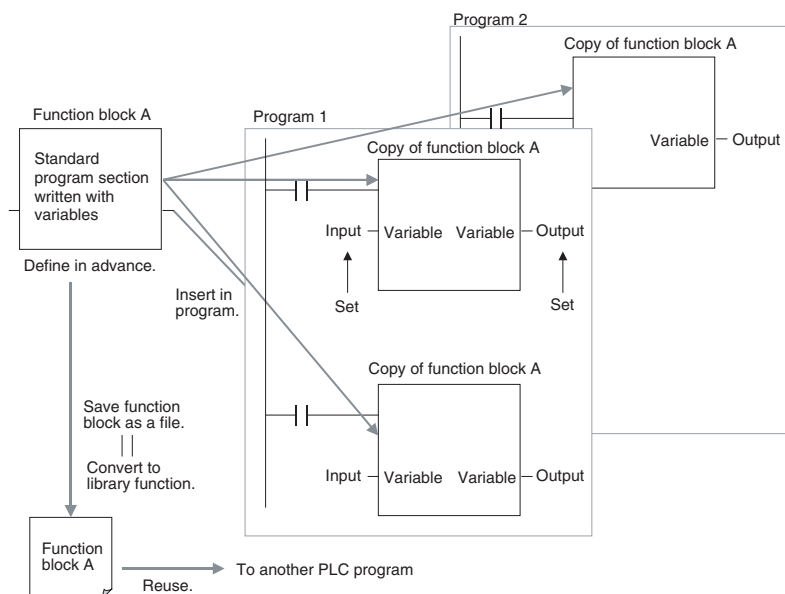 Program 2
Copy of function block A
Variable
Output
Function block A
Standard
program section
written with
variables
Define in advance.
Program 1
Copy of function block A
Input
Variable
Variable
Output
Set
Set
Insert in
program.
Copy of function block A
Input
Variable
Variable
Output
Save function
block as a file.
Convert to
library function.
Function
block A
Reuse.
To another PLC program